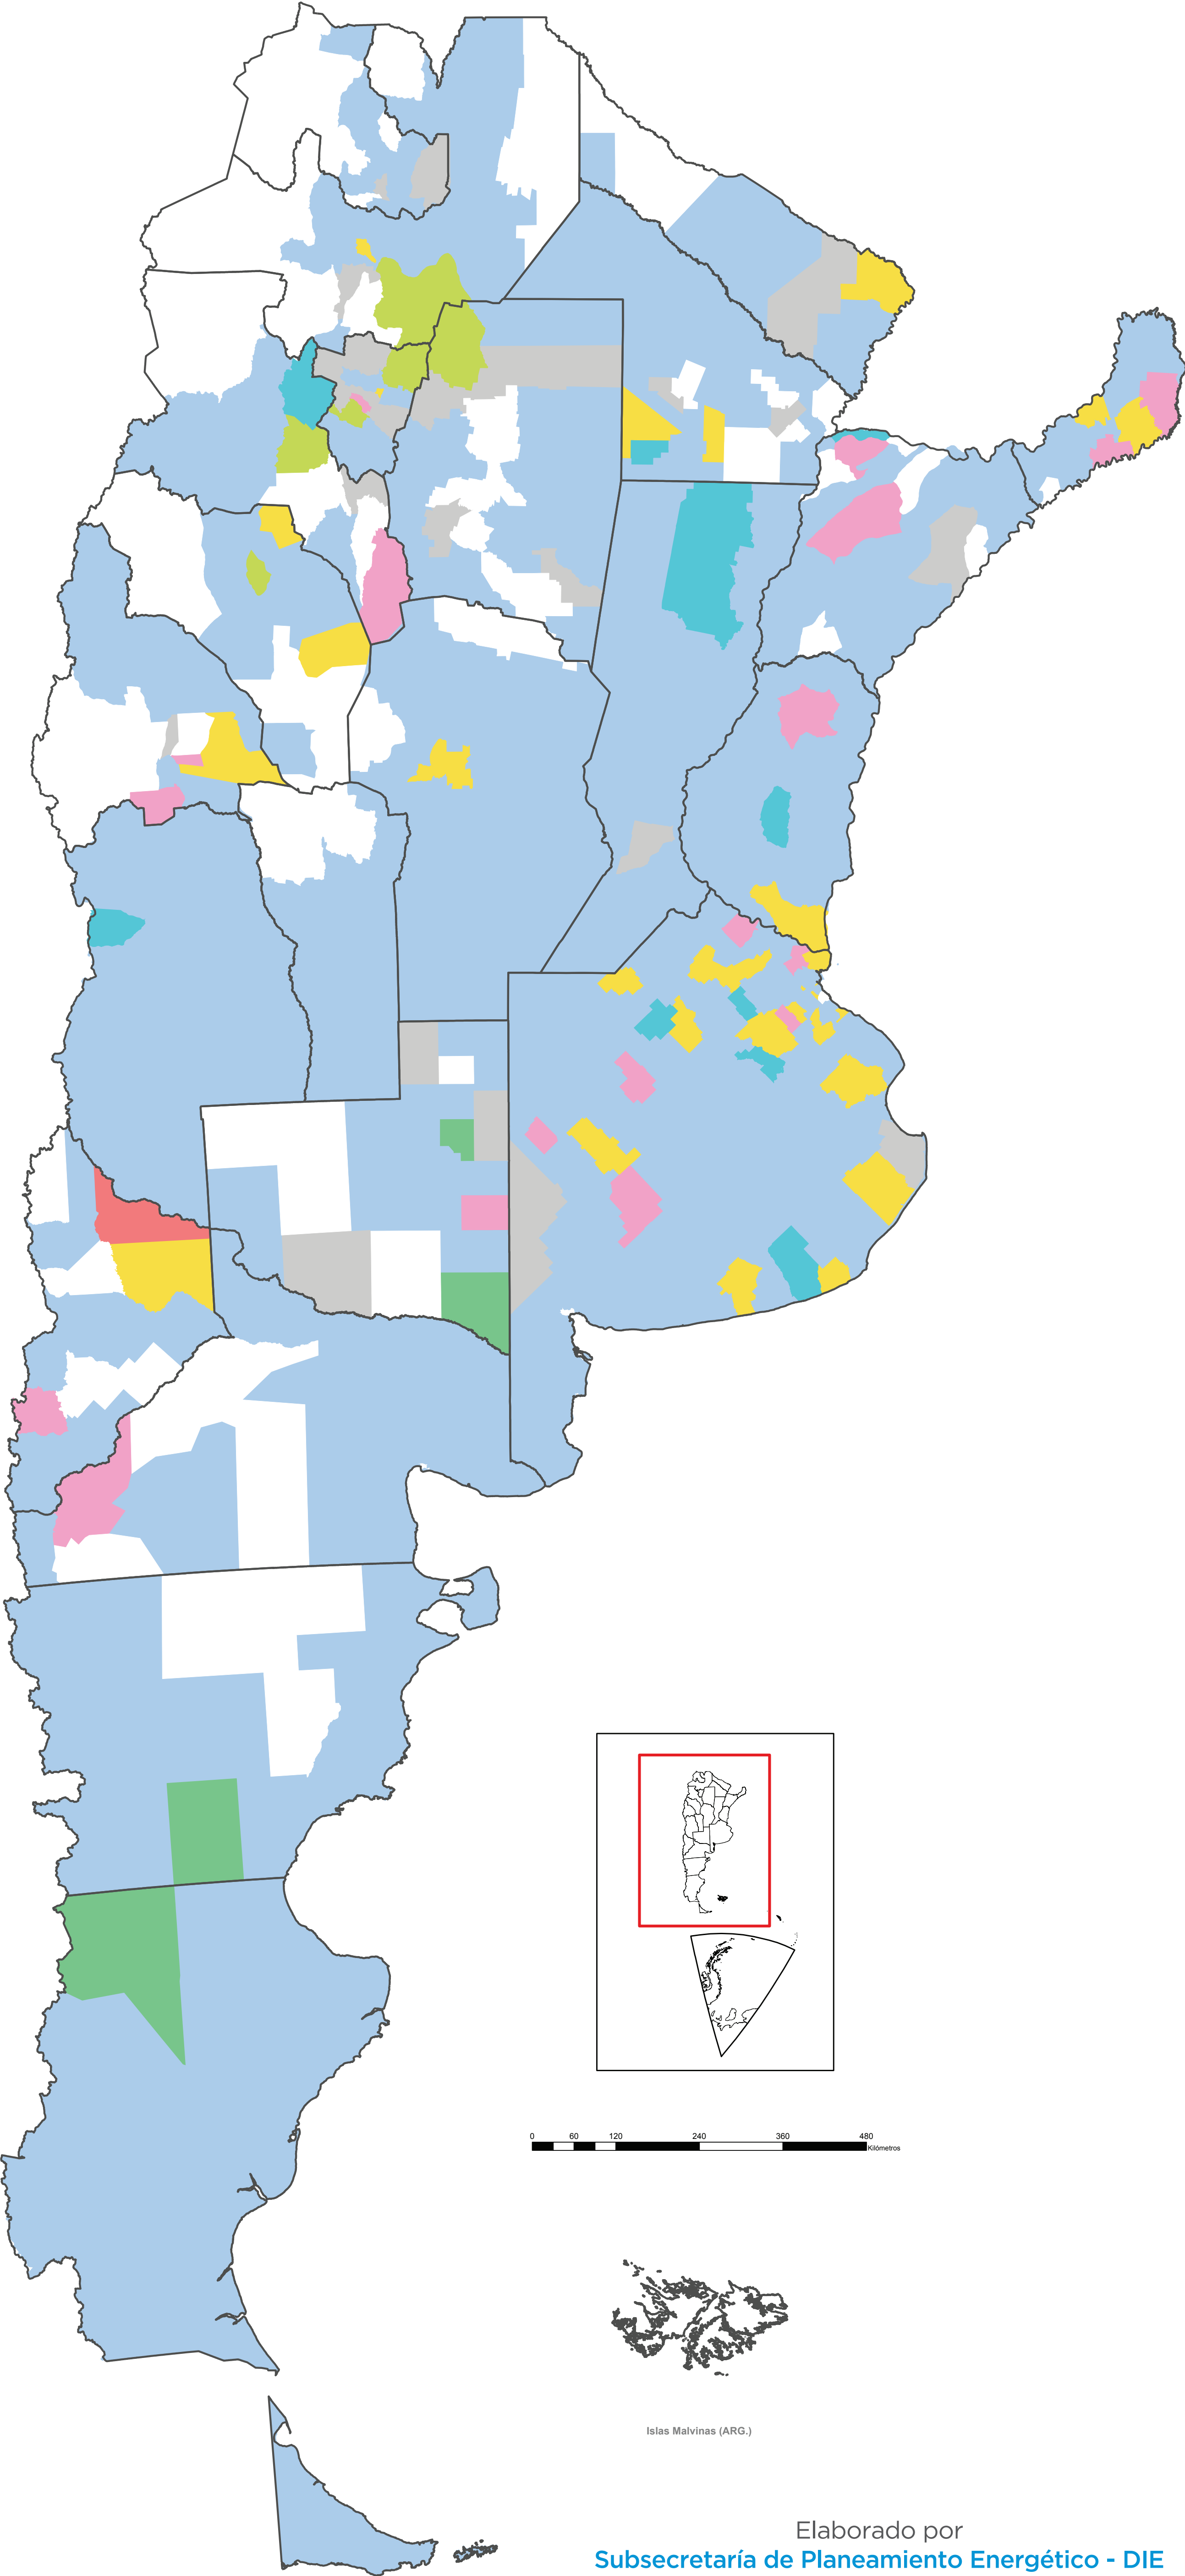 0 60 120 240 360 480
Kilómetros
Islas Malvinas (ARG.)
Elaborado por
Subsecretaría de Planeamiento Energético - DIE